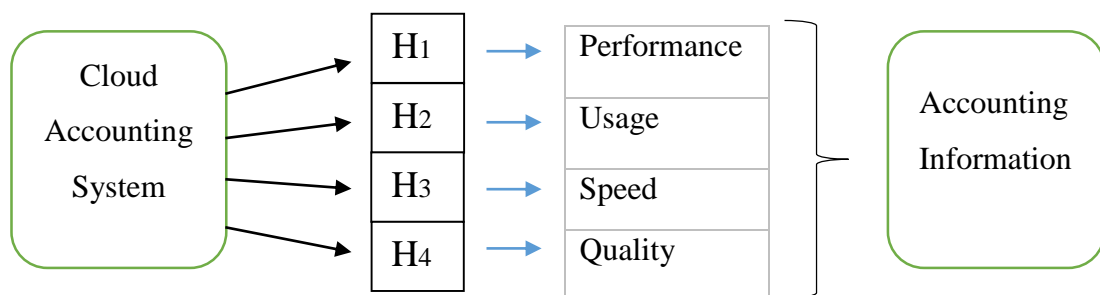 Cloud
Accounting
System
H1
H2
H3
H4
Performance
Usage
Speed
Quality
Accounting
Information